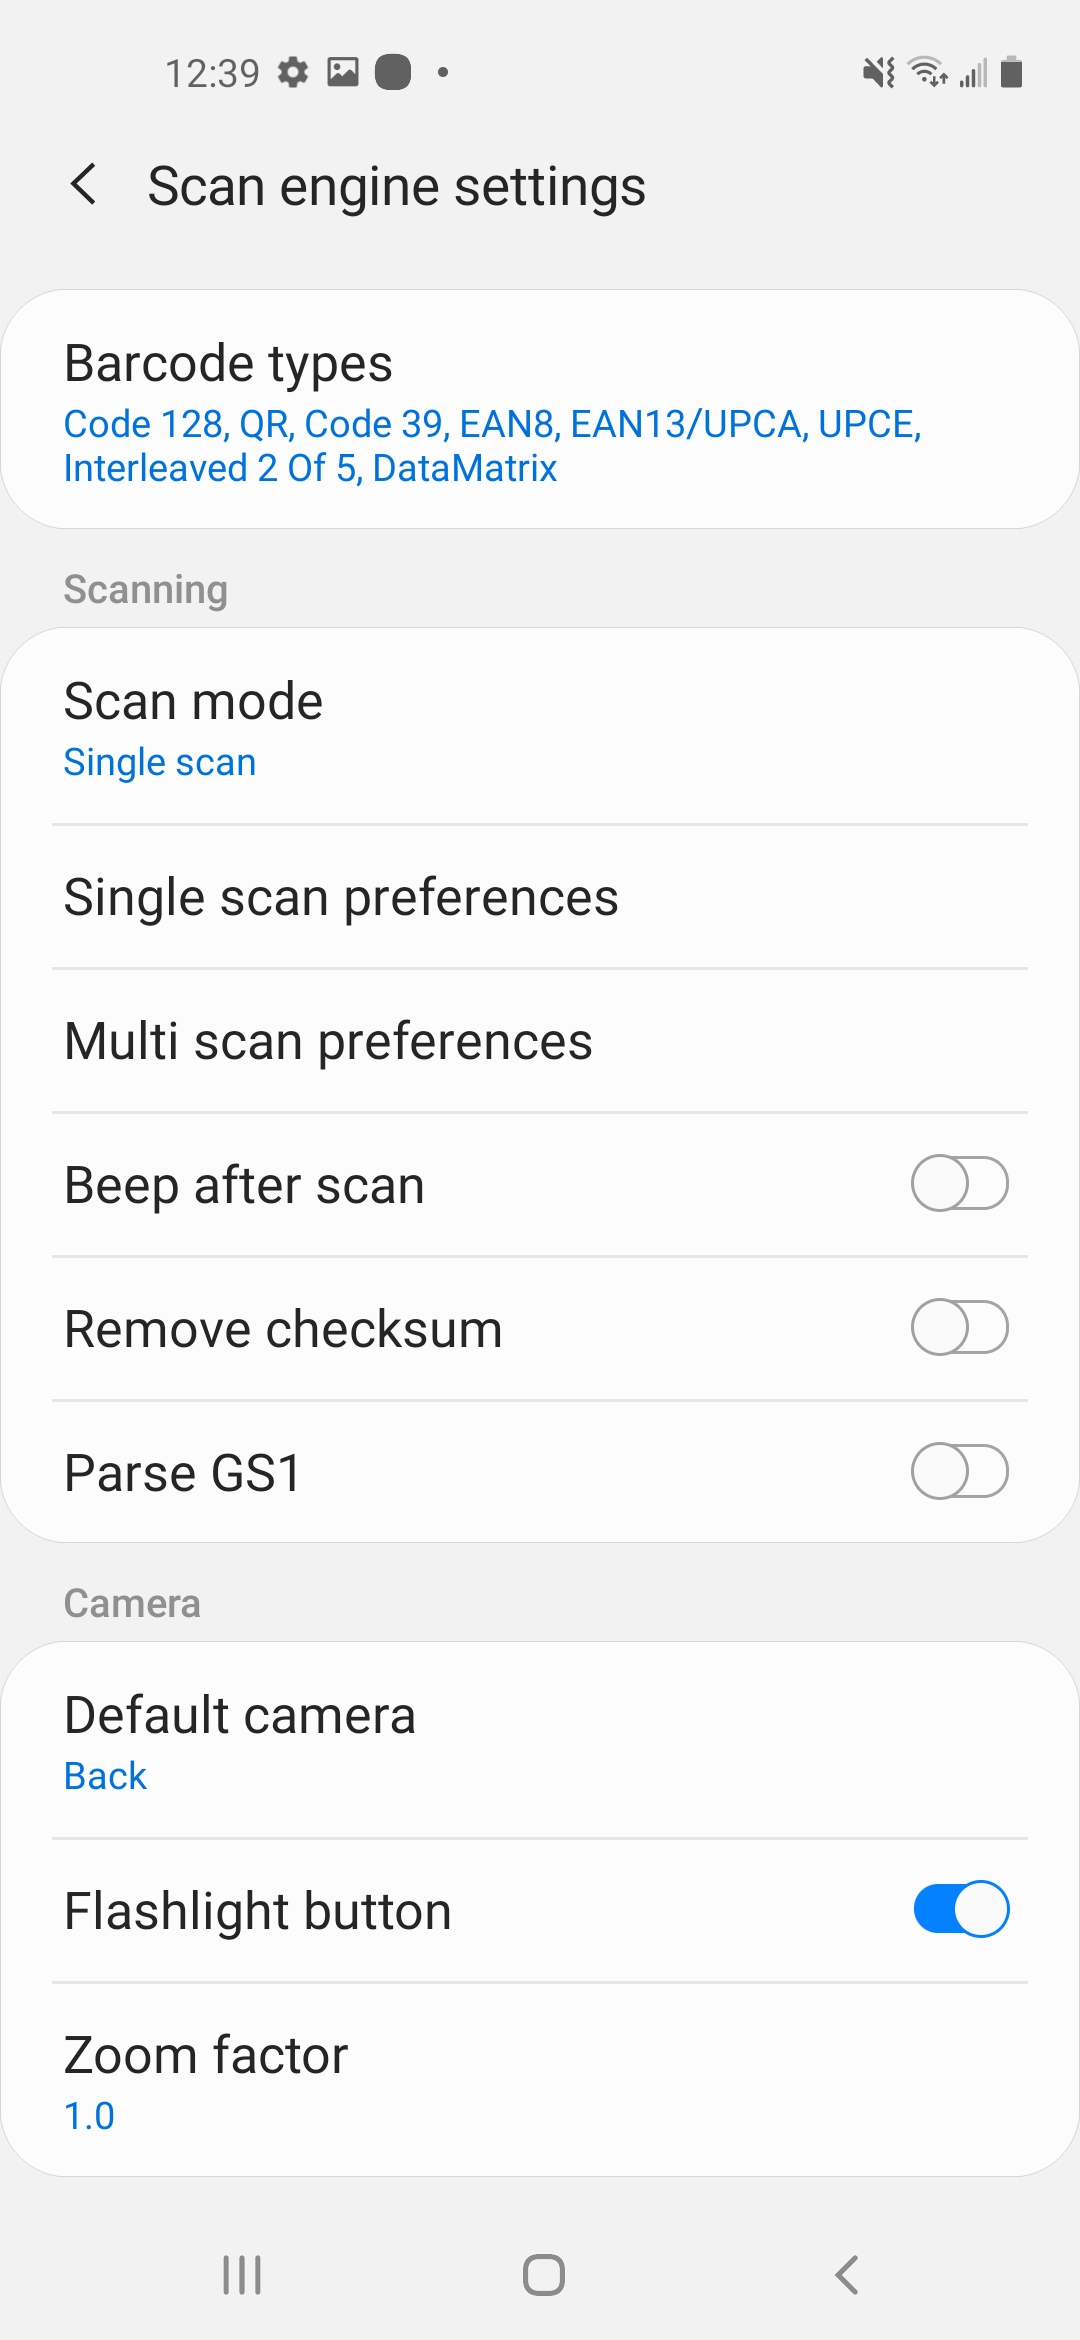 12:39
Scan engine settings
Barcode types
Code 128, QR, Code 39, EAN8, EAN13/UPCA, UPCE,
Interleaved 2 Of 5, DataMatrix
Scanning
Scan mode
Single scan
Single scan preferences
Multi scan preferences
Beep after scan
Remove checksum
Parse GS1
Camera
Default camera
Back
Flashlight button
Zoom factor
1.0